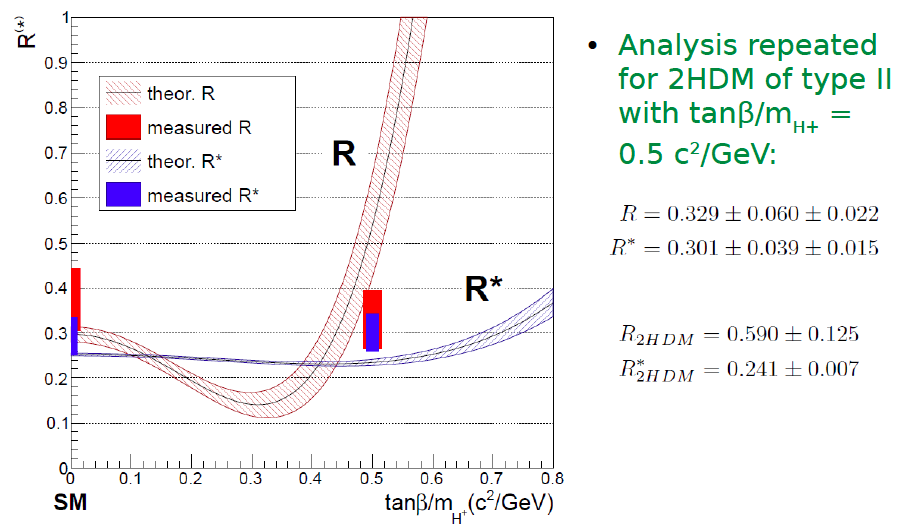 R(*)
1
0.9
0.8
0.7
0.6
0.5
0.4
0.3
0.2
0.1
0
theor. R
measured R
theor. R*
measured R*
R
R*
0 0.1 0.2 0.3 0.4 0.5 0.6 0.7 0.8
SM
tanβ/m_H⁺(c²/GeV)
• Analysis repeated
for 2HDM of type II
with tanβ/m_H+ =
0.5 c²/GeV:
R = 0.329 ± 0.060 ± 0.022
R* = 0.301 ± 0.039 ± 0.015
R_2HDM = 0.590 ± 0.125
R*_2HDM = 0.241 ± 0.007